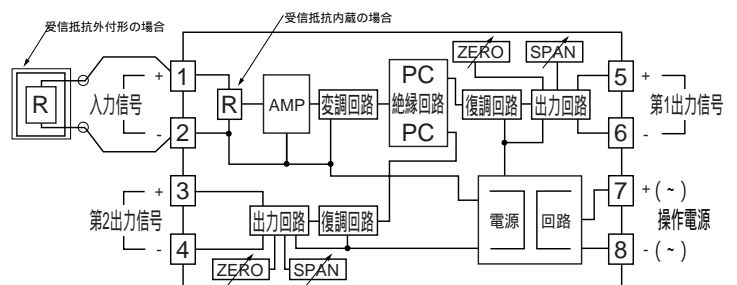 受信抵抗外付形の場合
受信抵抗内蔵の場合
ZERO
SPAN
R
入力信号
+
-
1
2
R
AMP
変調回路
PC
絶縁回路
PC
復調回路
出力回路
5
6
+
-
第1出力信号
第2出力信号
+
-
3
4
出力回路
復調回路
ZERO
SPAN
電源
回路
7
8
+(~)
操作電源
-(~)